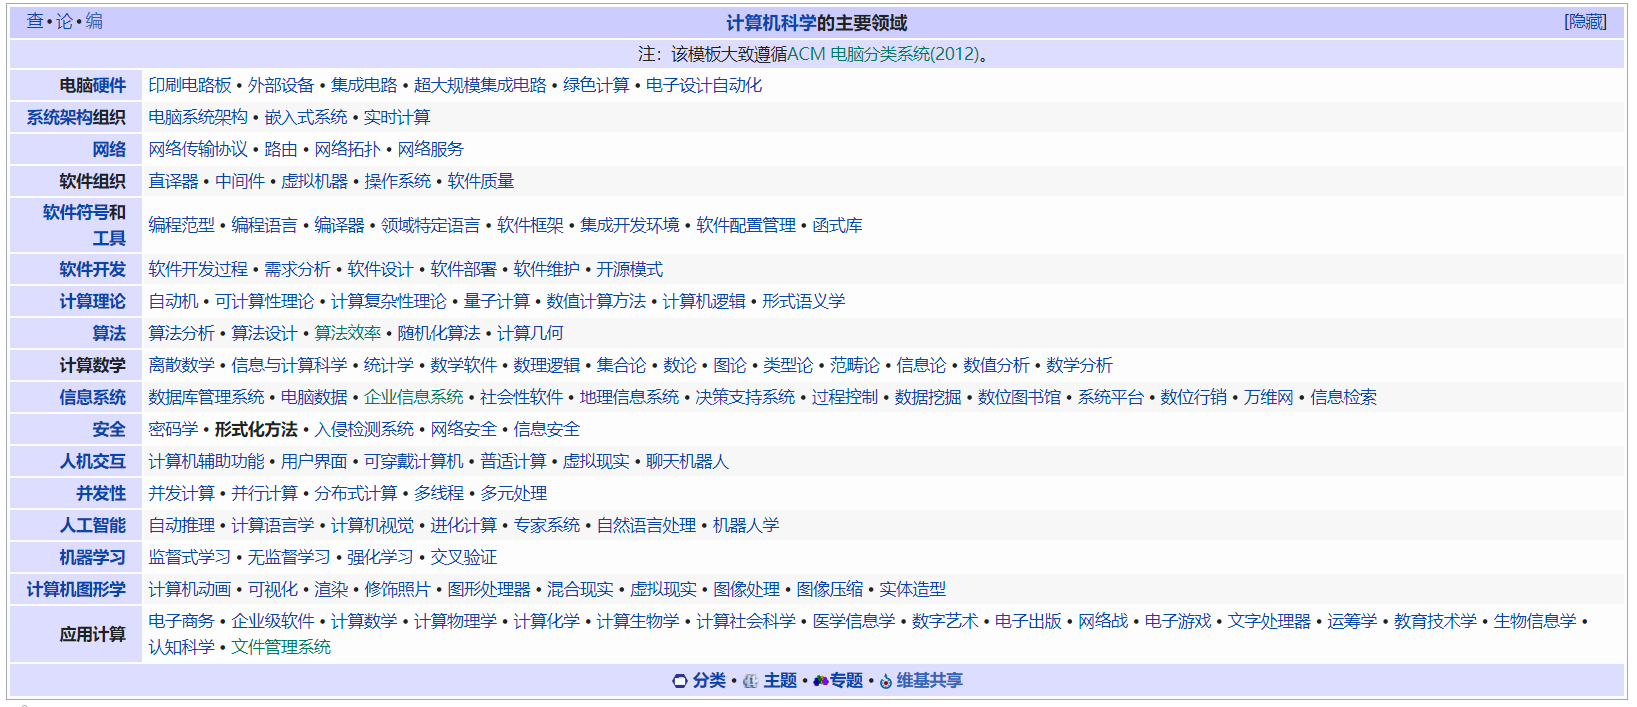 查 • 论 • 编 计算机科学的主要领域 [隐藏]
注：该模板大致遵循ACM 电脑分类系统(2012)。
电脑硬件 印刷电路板 • 外部设备 • 集成电路 • 超大规模集成电路 • 绿色计算 • 电子设计自动化
系统架构组织 电脑系统架构 • 嵌入式系统 • 实时计算
网络 网络传输协议 • 路由 • 网络拓扑 • 网络服务
软件组织 直译器 • 中间件 • 虚拟机器 • 操作系统 • 软件质量
软件符号和
工具 编程范型 • 编程语言 • 编译器 • 领域特定语言 • 软件框架 • 集成开发环境 • 软件配置管理 • 函式库
软件开发 软件开发过程 • 需求分析 • 软件设计 • 软件部署 • 软件维护 • 开源模式
计算理论 自动机 • 可计算性理论 • 计算复杂性理论 • 量子计算 • 数值计算方法 • 计算机逻辑 • 形式语义学
算法 算法分析 • 算法设计 • 算法效率 • 随机化算法 • 计算几何
计算数学 离散数学 • 信息与计算科学 • 统计学 • 数学软件 • 数理逻辑 • 集合论 • 数论 • 图论 • 类型论 • 范畴论 • 信息论 • 数值分析 • 数学分析
信息系统 数据库管理系统 • 电脑数据 • 企业信息系统 • 社会性软件 • 地理信息系统 • 决策支持系统 • 过程控制 • 数据挖掘 • 数位图书馆 • 系统平台 • 数位行销 • 万维网 • 信息检索
安全 密码学 • 形式化方法 • 入侵检测系统 • 网络安全 • 信息安全
人机交互 计算机辅助功能 • 用户界面 • 可穿戴计算机 • 普适计算 • 虚拟现实 • 聊天机器人
并发性 并发计算 • 并行计算 • 分布式计算 • 多线程 • 多元处理
人工智能 自动推理 • 计算语言学 • 计算机视觉 • 进化计算 • 专家系统 • 自然语言处理 • 机器人学
机器学习 监督式学习 • 无监督学习 • 强化学习 • 交叉验证
计算机图形学 计算机动画 • 可视化 • 渲染 • 修饰照片 • 图形处理器 • 混合现实 • 虚拟现实 • 图像处理 • 图像压缩 • 实体造型
应用计算 电子商务 • 企业级软件 • 计算数学 • 计算物理学 • 计算化学 • 计算生物学 • 计算社会科学 • 医学信息学 • 数字艺术 • 电子出版 • 网络战 • 电子游戏 • 文字处理器 • 运筹学 • 教育技术学 • 生物信息学 •
认知科学 • 文件管理系统
分类 • 主题 • 专题 • 维基共享